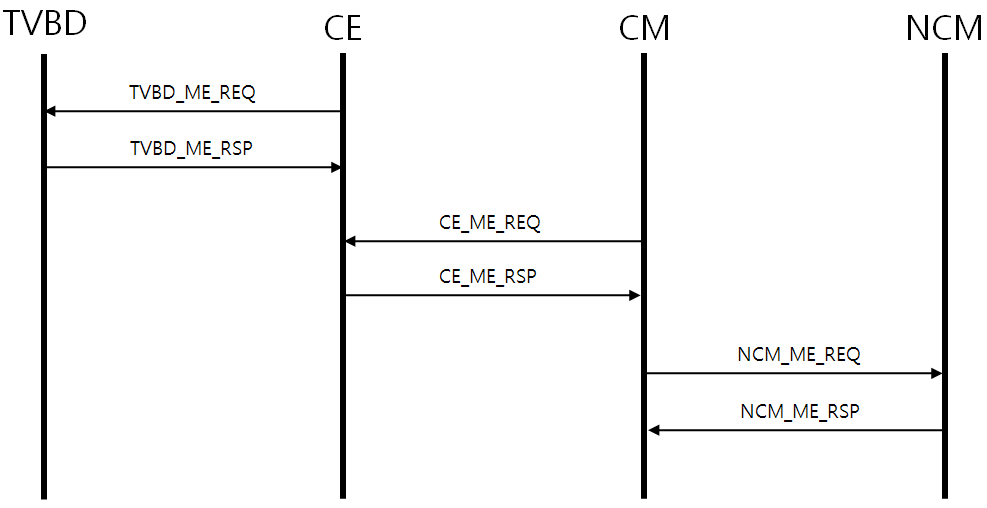 TVBD CE CM NCM
TVBD_ME_REQ
TVBD_ME_RSP
CE_ME_REQ
CE_ME_RSP
NCM_ME_REQ
NCM_ME_RSP